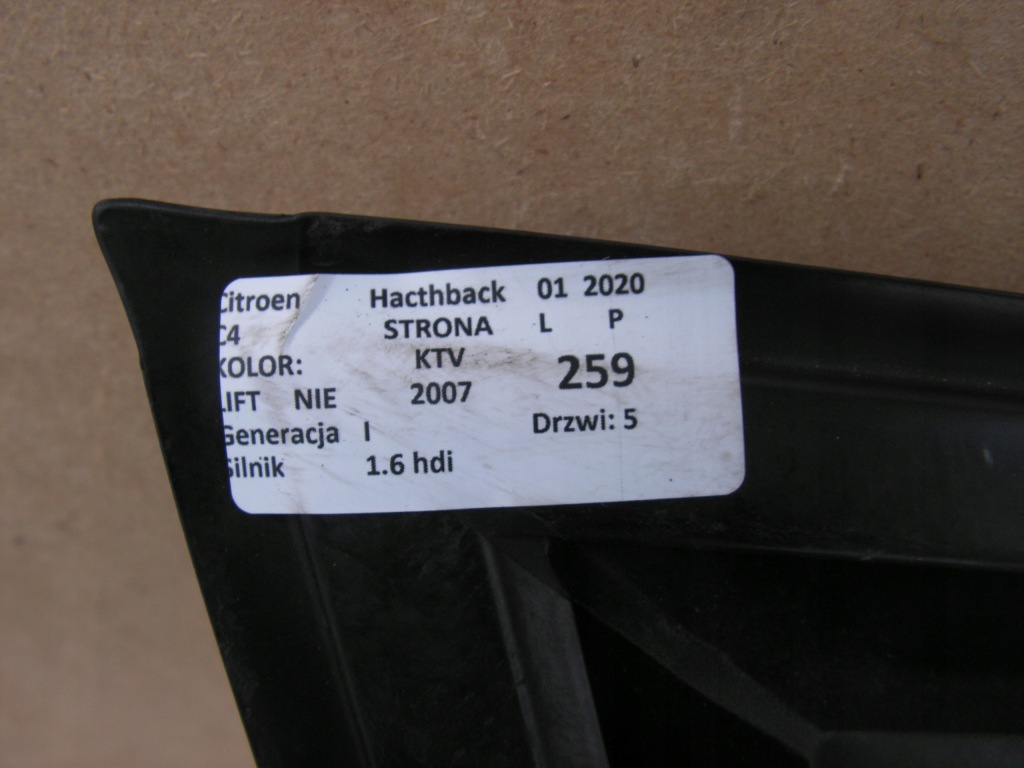 Citroen Hacthback 01 2020
C4 STRONA L P
KOLOR: KTV 259
LIFT NIE 2007
Generacja I Drzwi: 5
Silnik 1.6 hdi